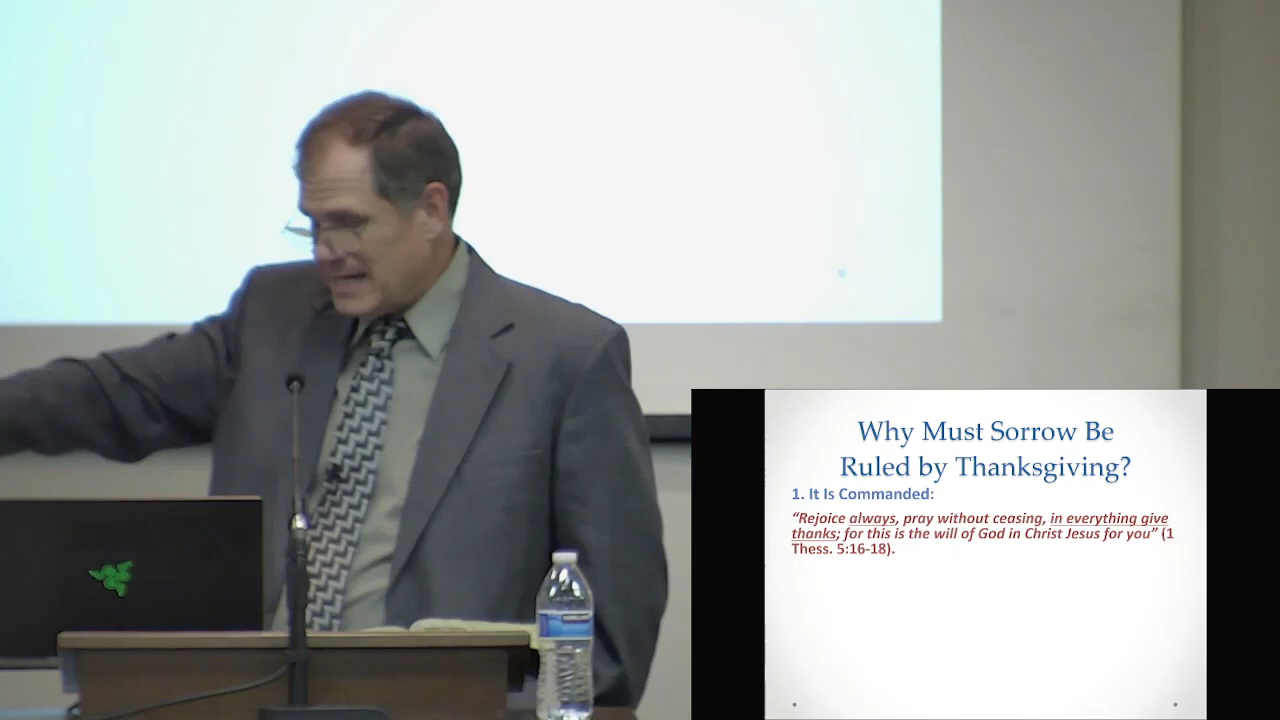 Why Must Sorrow Be
Ruled by Thanksgiving?
1. It Is Commanded:
“Rejoice always, pray without ceasing, in everything give
thanks; for this is the will of God in Christ Jesus for you” (1
Thess. 5:16-18).